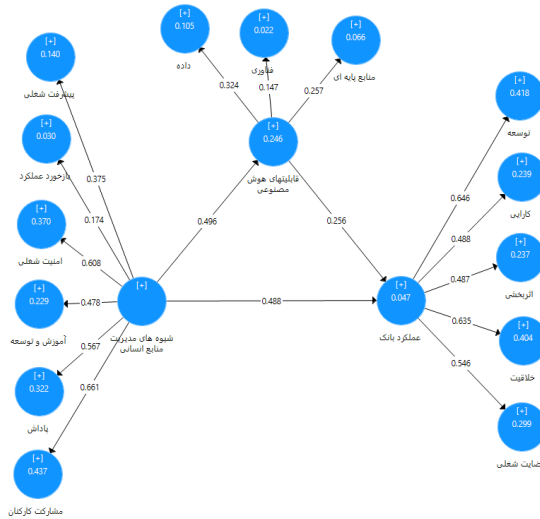 [+]
0.105
داده
[+]
0.022
فناوری
[+]
0.066
منابع پایه ای
[+]
0.140
پیشرفت شغلی
[+]
0.030
بازخورد عملکرد
[+]
0.370
امنیت شغلی
[+]
0.229
آموزش و توسعه
[+]
0.322
پاداش
[+]
0.437
مشارکت کارکنان
0.324
0.147
0.257
[+]
0.246
قابلیتهای هوش
مصنوعی
0.375
0.174
0.608
0.478
0.567
0.661
[+]
شیوه های مدیریت
منابع انسانی
0.496
0.256
0.488
[+]
0.047
عملکرد بانک
0.646
0.488
0.487
0.635
0.546
[+]
0.418
توسعه
[+]
0.239
کارایی
[+]
0.237
اثربخشی
[+]
0.404
خلاقیت
[+]
0.299
ضایت شغلی